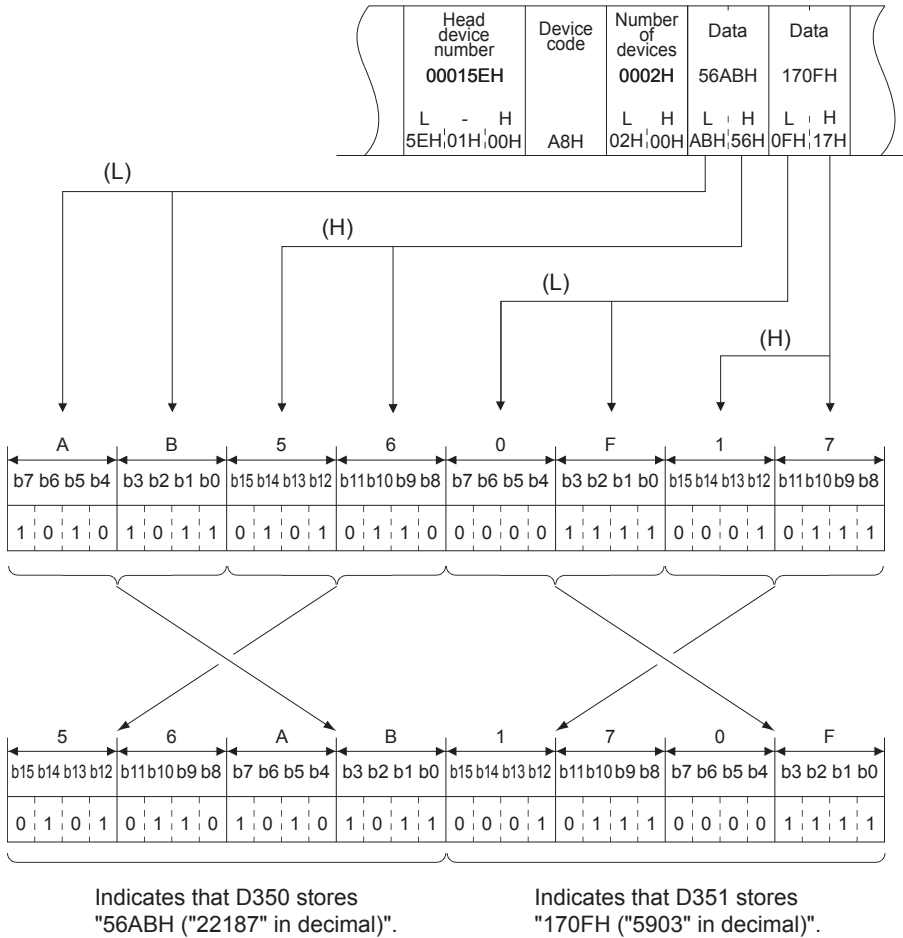 Head device number Device code Number of devices Data Data
00015EH 0002H 56ABH 170FH
L - H L H L H L H
5EH 01H 00H A8H 02H 00H ABH 56H 0FH 17H
(L)
(H)
(L)
(H)
A B 5 6 0 F 1 7
b7 b6 b5 b4 b3 b2 b1 b0 b15 b14 b13 b12 b11 b10 b9 b8 b7 b6 b5 b4 b3 b2 b1 b0 b15 b14 b13 b12 b11 b10 b9 b8
1 0 1 0 1 0 1 1 0 1 0 1 0 1 1 0 0 0 0 0 1 1 1 1 0 0 0 1 0 1 1 1
5 6 A B 1 7 0 F
b15 b14 b13 b12 b11 b10 b9 b8 b7 b6 b5 b4 b3 b2 b1 b0 b15 b14 b13 b12 b11 b10 b9 b8 b7 b6 b5 b4 b3 b2 b1 b0
0 1 0 1 0 1 1 0 1 0 1 0 1 0 1 1 0 0 0 1 0 1 1 1 0 0 0 0 1 1 1 1
Indicates that D350 stores
"56ABH ("22187" in decimal)".
Indicates that D351 stores
"170FH ("5903" in decimal)".